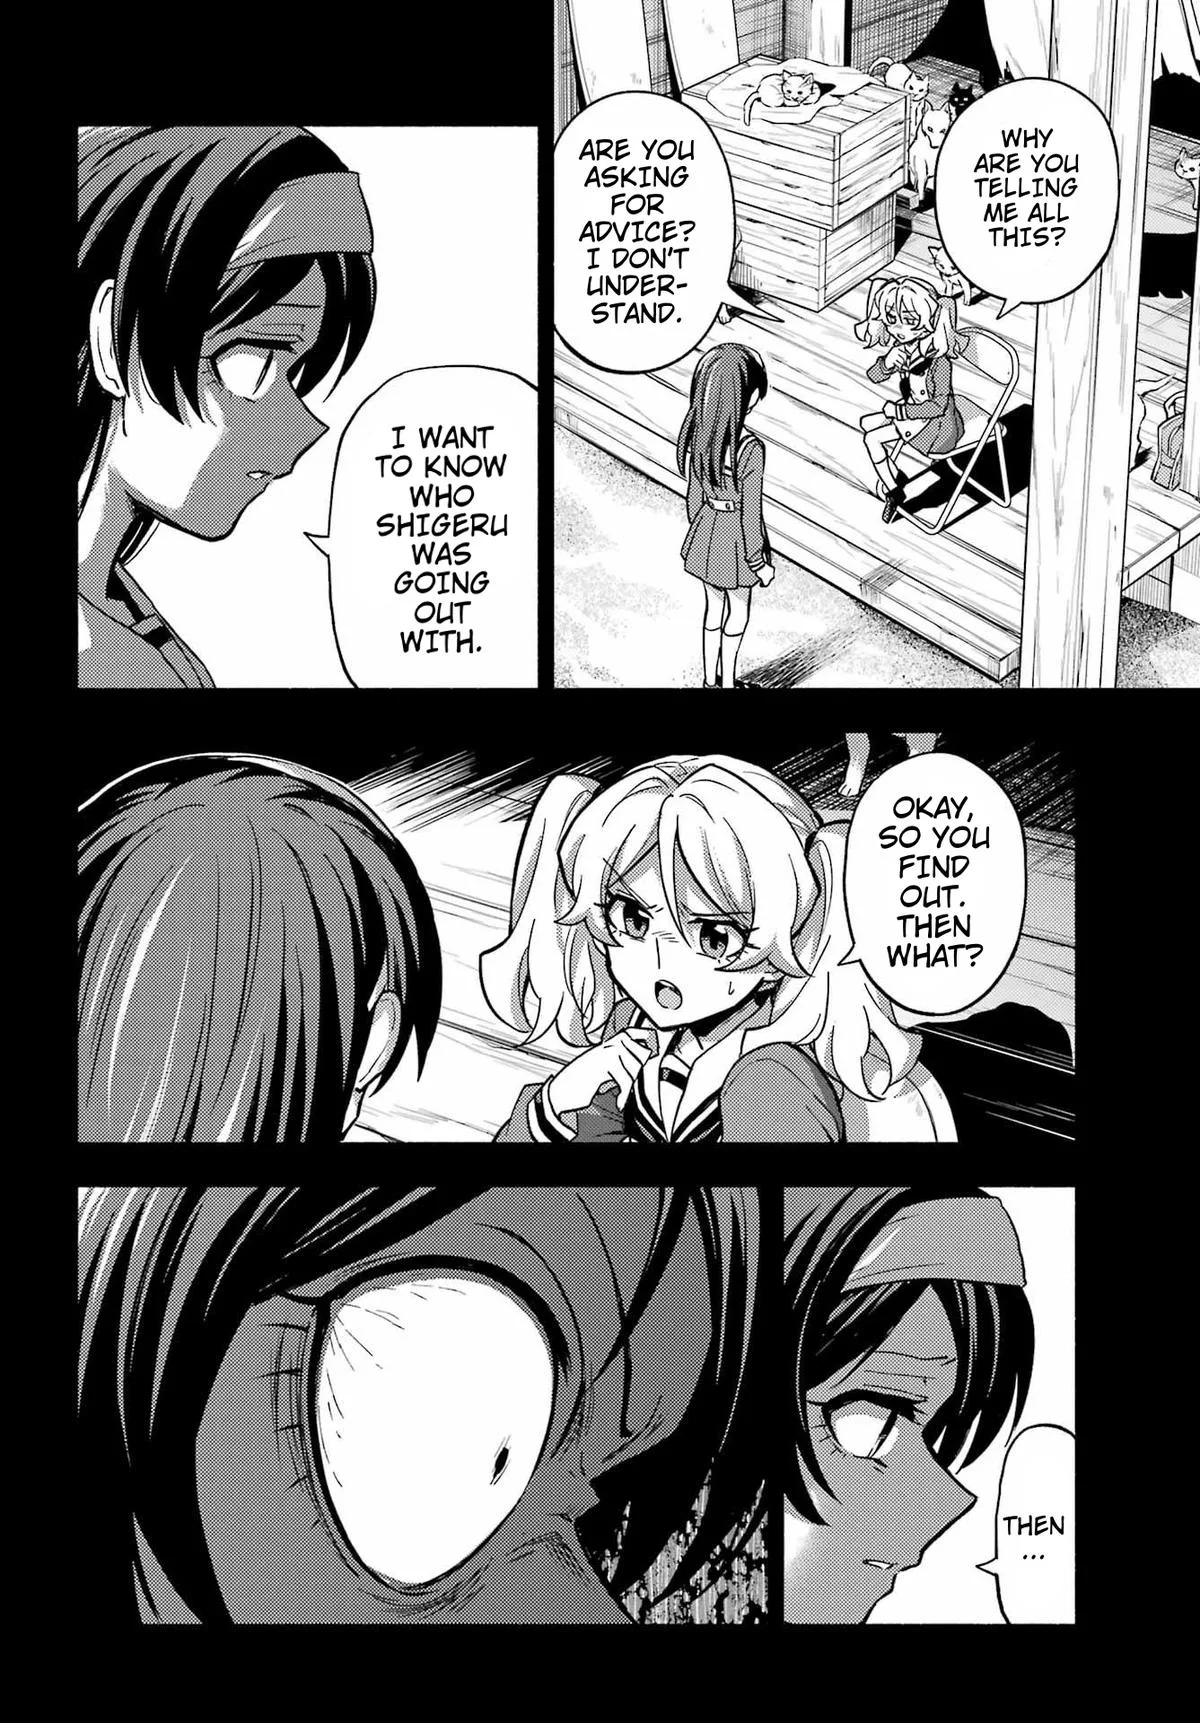 WHY
ARE YOU
TELLING
ME ALL
THIS?
ARE YOU
ASKING
FOR
ADVICE?
I DON'T
UNDER-
STAND.
I WANT
TO KNOW
WHO
SHIGERU
WAS
GOING
OUT
WITH.
OKAY,
SO YOU
FIND
OUT.
THEN
WHAT?
THEN
...